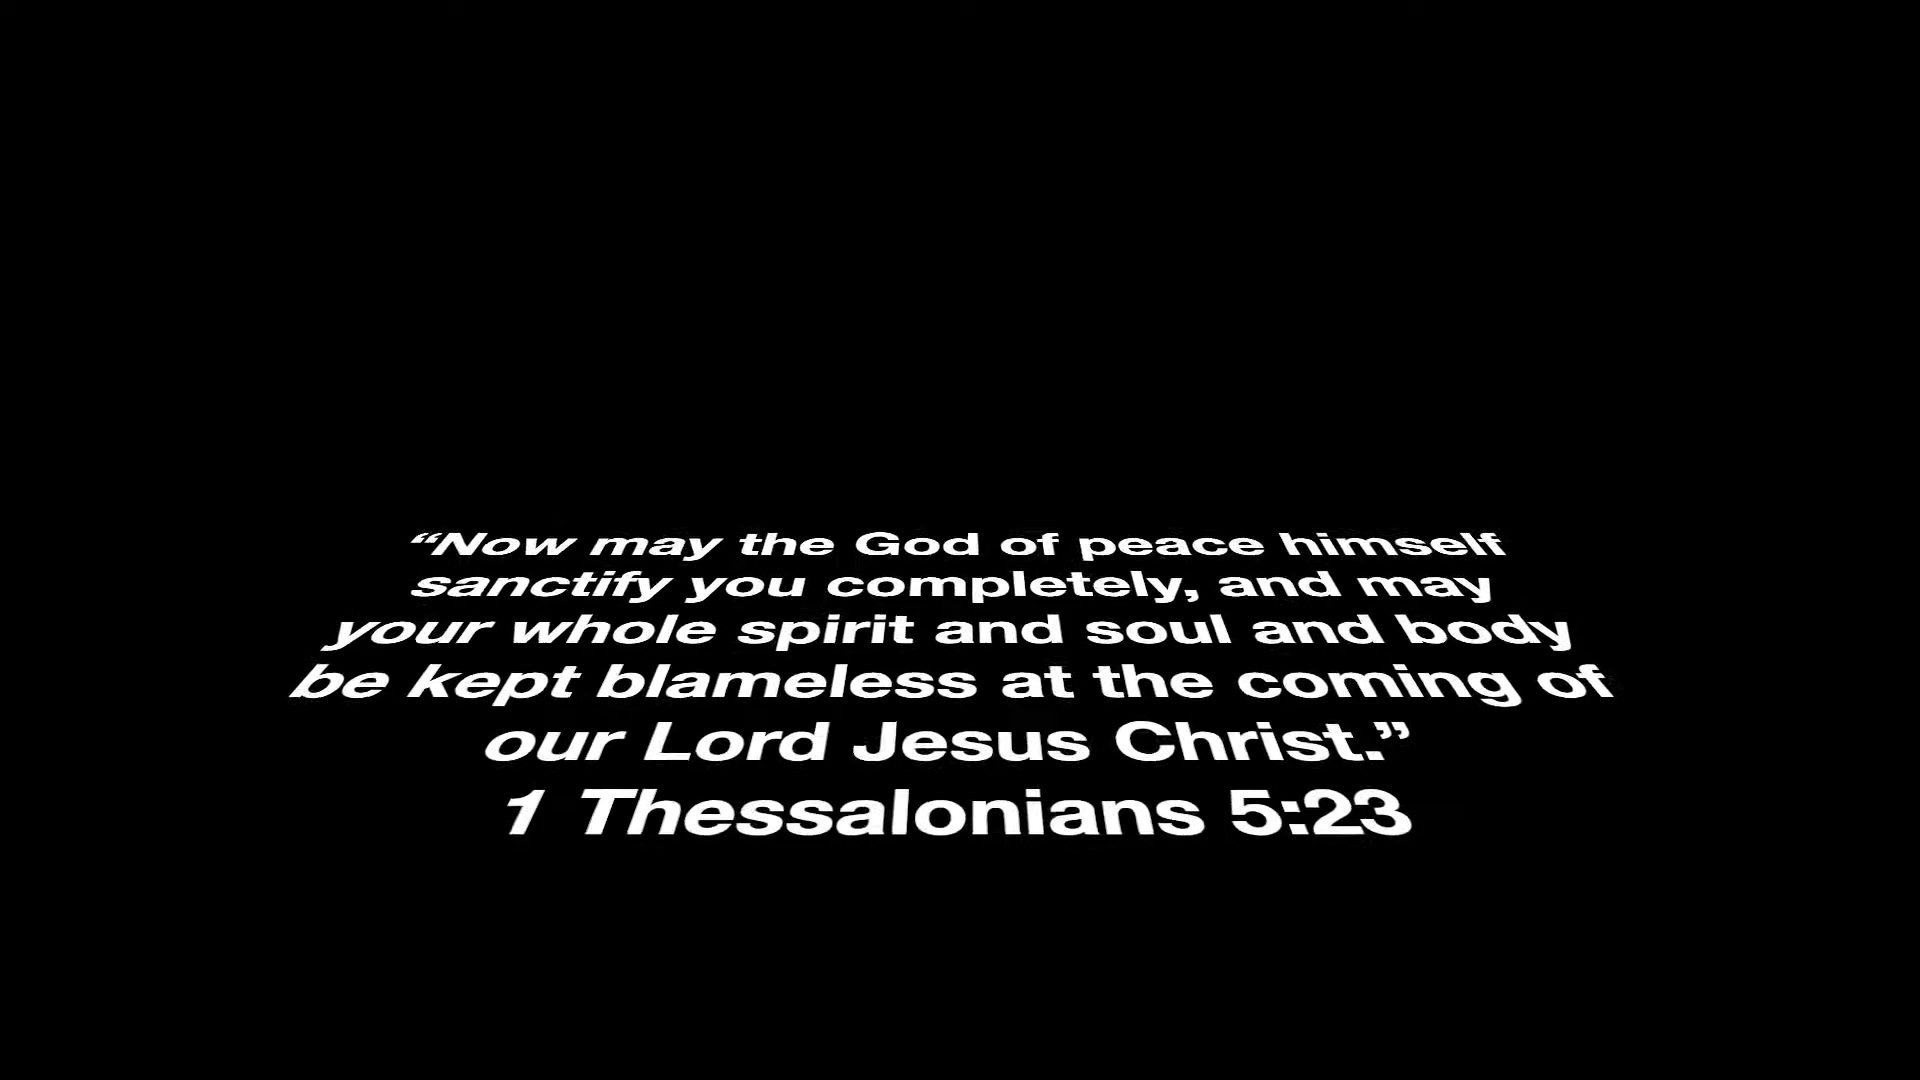 “Now may the God of peace himself
sanctify you completely, and may
your whole spirit and soul and body
be kept blameless at the coming of
our Lord Jesus Christ.”
1 Thessalonians 5:23